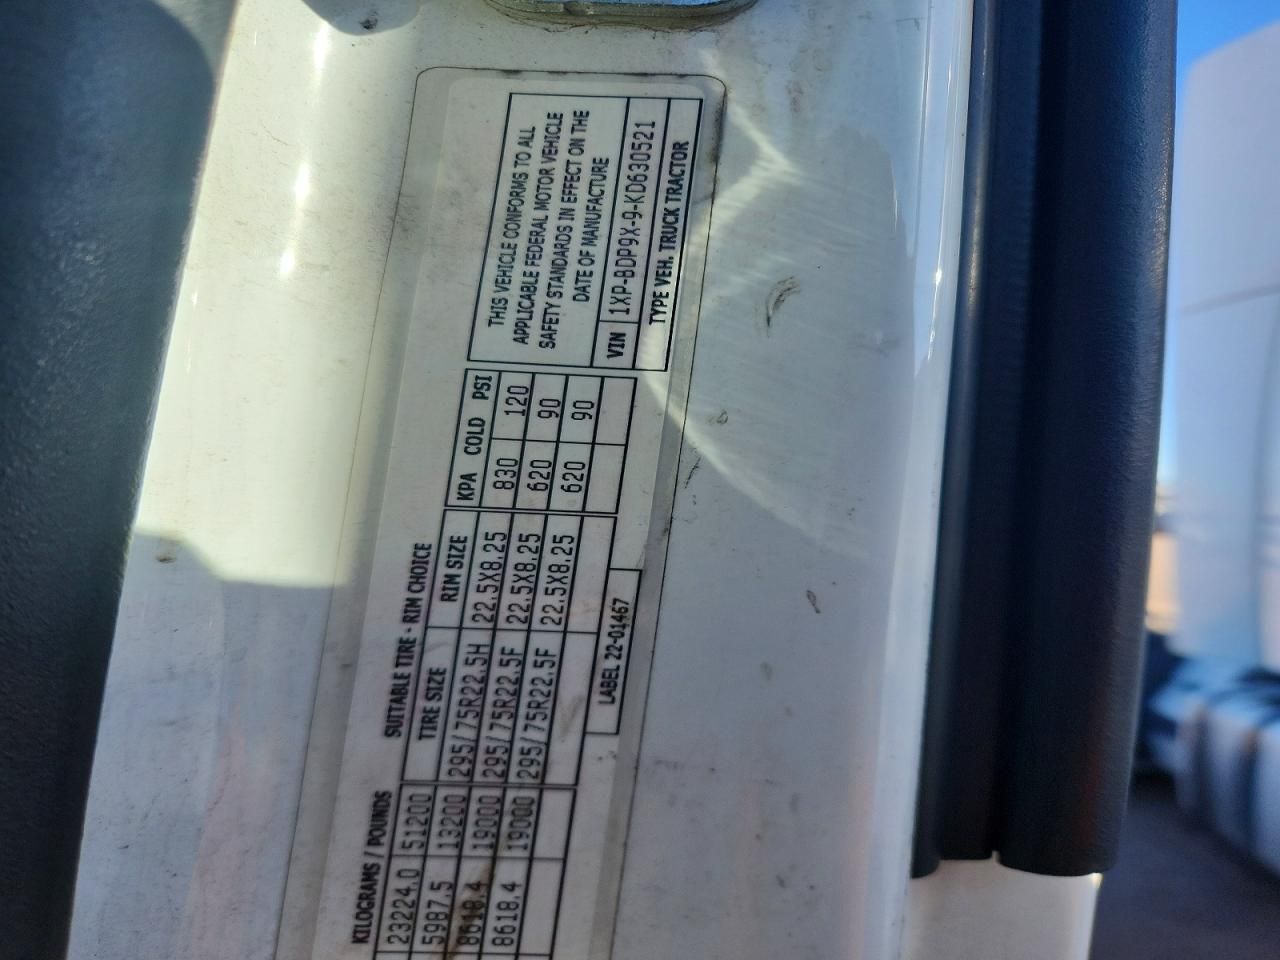 KILOGRAMS / POUNDS
23224.0 51200
5987.5 13200
8618.4 19000
8618.4 19000
SUITABLE TIRE - RIM CHOICE
TIRE SIZE RIM SIZE KPA COLD PSI
295/75R22.5H 22.5X8.25 830 120
295/75R22.5F 22.5X8.25 620 90
295/75R22.5F 22.5X8.25 620 90
LABEL 22-01467
THIS VEHICLE CONFORMS TO ALL
APPLICABLE FEDERAL MOTOR VEHICLE
SAFETY STANDARDS IN EFFECT ON THE
DATE OF MANUFACTURE
VIN 1XP-BDP9X-9-KD630521
TYPE VEH. TRUCK TRACTOR